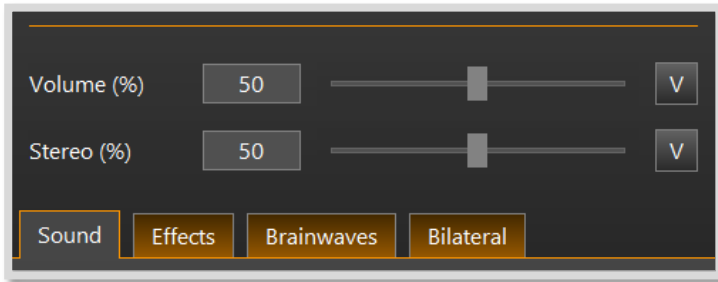 Volume (%) 50 V
Stereo (%) 50 V
Sound Effects Brainwaves Bilateral